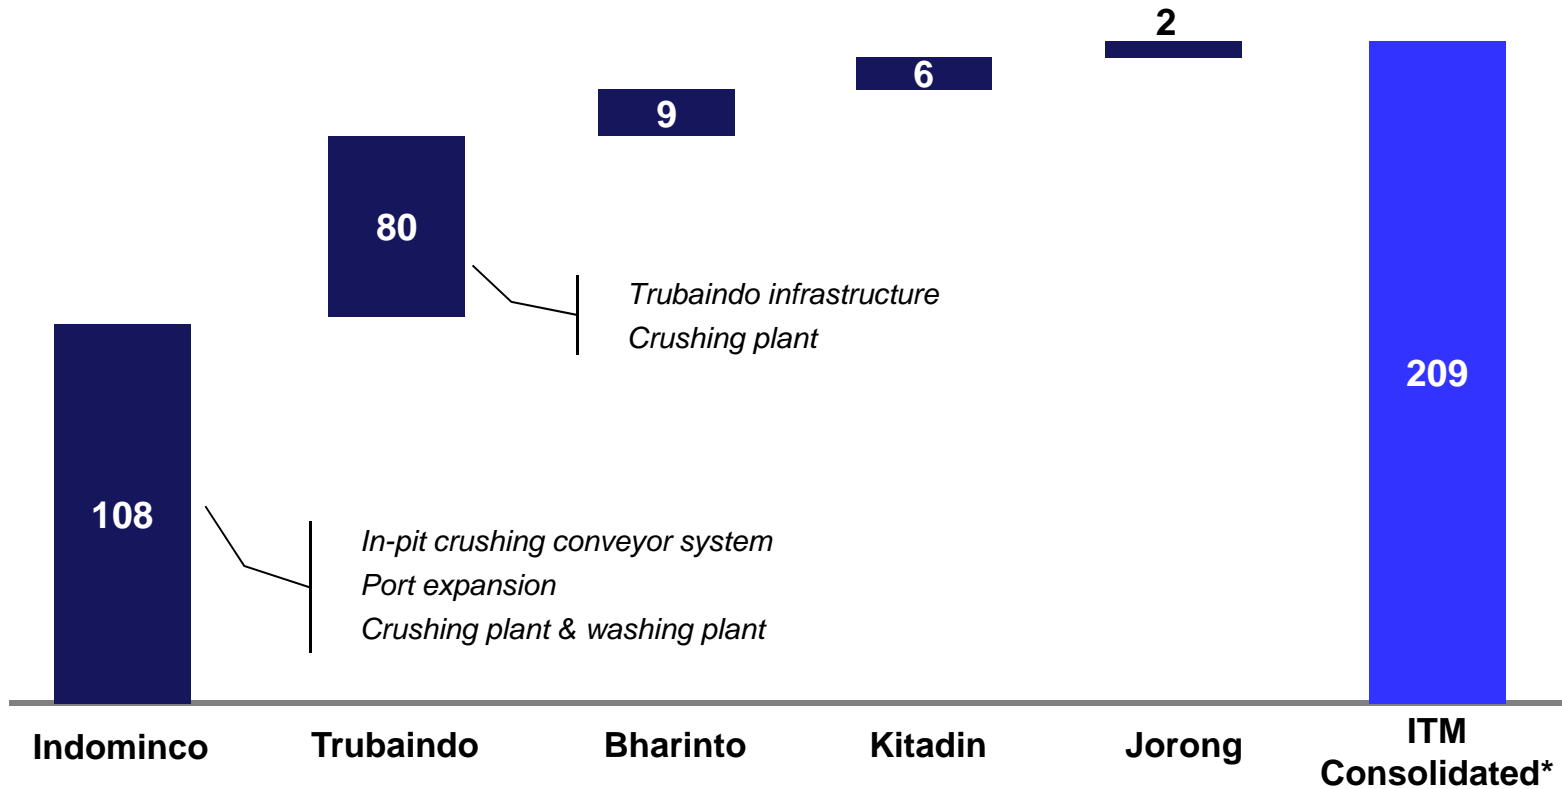 2
6
9
80
Trubaindo infrastructure
Crushing plant
209
108
In-pit crushing conveyor system
Port expansion
Crushing plant & washing plant
Indominco
Trubaindo
Bharinto
Kitadin
Jorong
ITM
Consolidated*